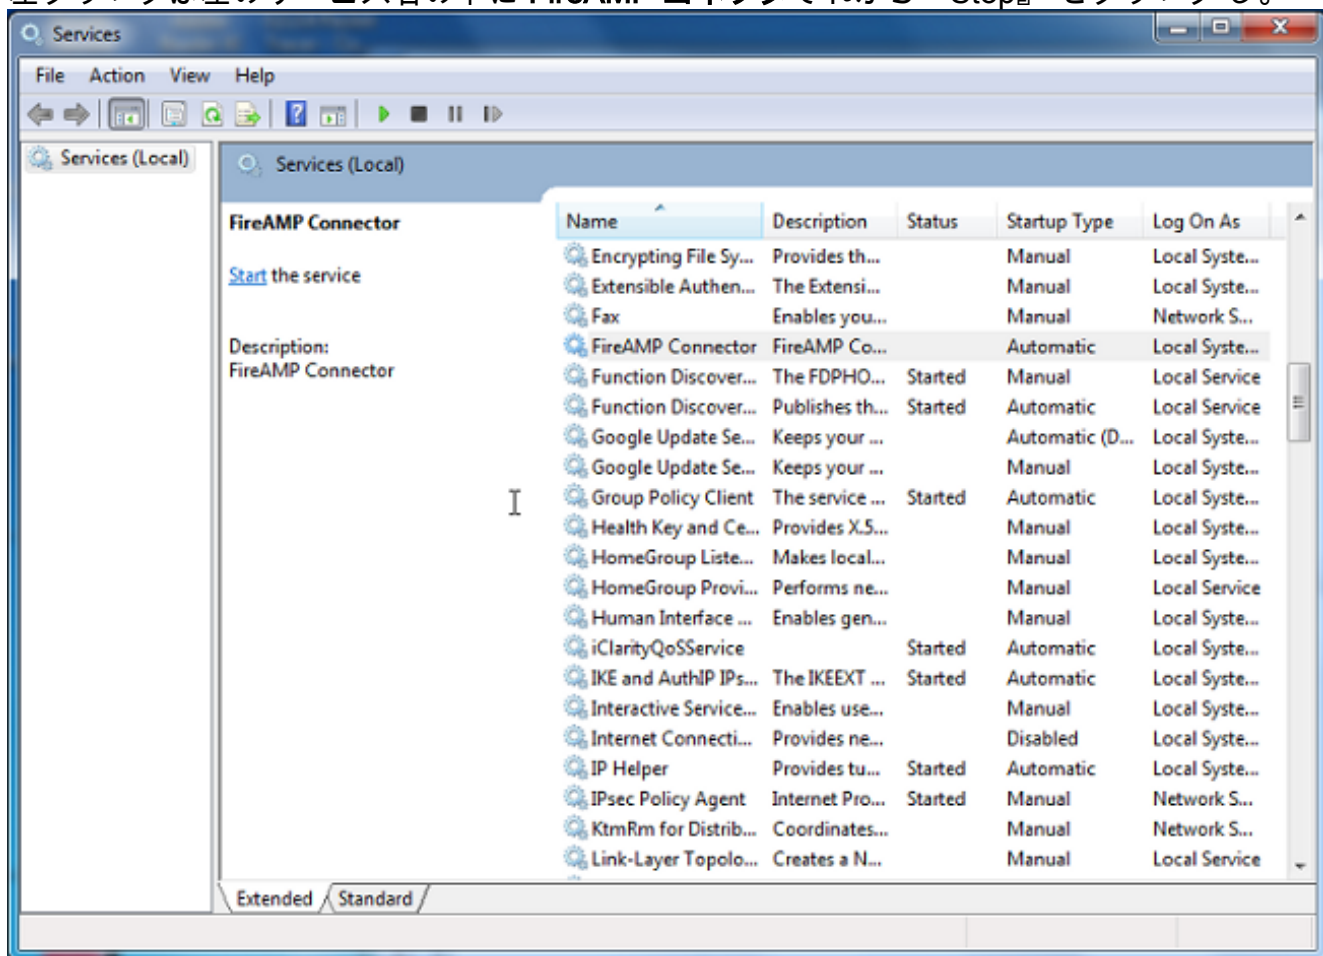 FireAMP
Stop』
Services
File Action View Help
Services (Local)
Services (Local)
FireAMP Connector
Start the service
Description:
FireAMP Connector
Name Description Status Startup Type Log On As
Encrypting File Sy... Provides th... Manual Local Syste...
Extensible Authen... The Extensi... Manual Local Syste...
Fax Enables you... Manual Network S...
FireAMP Connector FireAMP Co... Automatic Local Syste...
Function Discover... The FDPHO... Started Manual Local Service
Function Discover... Publishes th... Started Automatic Local Service
Google Update Se... Keeps your ... Automatic (D... Local Syste...
Google Update Se... Keeps your ... Manual Local Syste...
Group Policy Client The service ... Started Automatic Local Syste...
Health Key and Ce... Provides X.5... Manual Local Syste...
HomeGroup Liste... Makes local... Manual Local Syste...
HomeGroup Provi... Performs ne... Manual Local Service
Human Interface ... Enables gen... Manual Local Syste...
iClarityQoSService Started Automatic Local Syste...
IKE and AuthIP IPs... The IKEEXT ... Started Automatic Local Syste...
Interactive Service... Enables use... Manual Local Syste...
Internet Connecti... Provides ne... Disabled Local Syste...
IP Helper Provides tu... Started Automatic Local Syste...
IPsec Policy Agent Internet Pro... Started Manual Network S...
KtmRm for Distrib... Coordinates... Manual Network S...
Link-Layer Topolo... Creates a N... Manual Local Service
Extended Standard